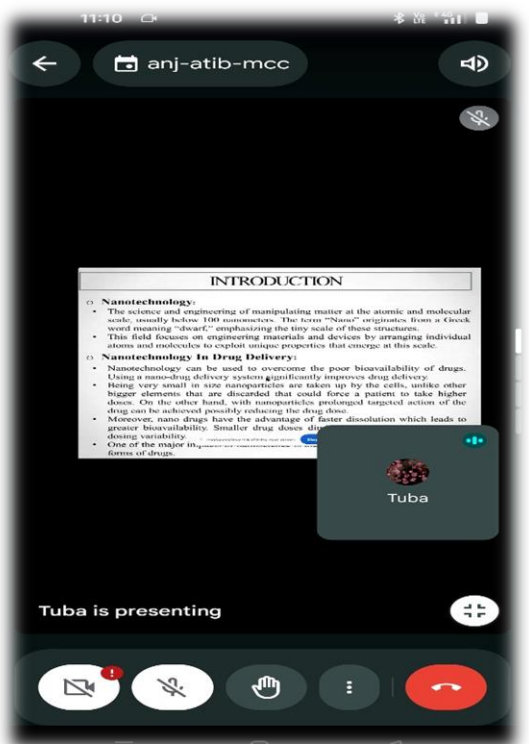 11:10
anj-atib-mcc
INTRODUCTION
Nanotechnology:
• The science and engineering of manipulating matter at the atomic and molecular
scale, usually below 100 nanometers. The term “Nano” originates from a Greek
word meaning “dwarf,” emphasizing the tiny scale of these structures.
• This field focuses on engineering materials and devices by arranging individual
atoms and molecules to exploit unique properties that emerge at this scale.
Nanotechnology In Drug Delivery:
• Nanotechnology can be used to overcome the poor bioavailability of drugs.
Using a nano-drug delivery system significantly improves drug delivery.
• Being very small in size nanoparticles are taken up by the cells, unlike other
bigger elements that are discarded that could force a patient to take higher
doses. On the other hand, with nanoparticles prolonged targeted action of the
drug can be achieved possibly reducing the drug dose.
• Moreover, nano drugs have the advantage of faster dissolution which leads to
greater bioavailability. Smaller drug doses
dosing variability.
• One of the major
forms of drugs.
Tuba
Tuba is presenting